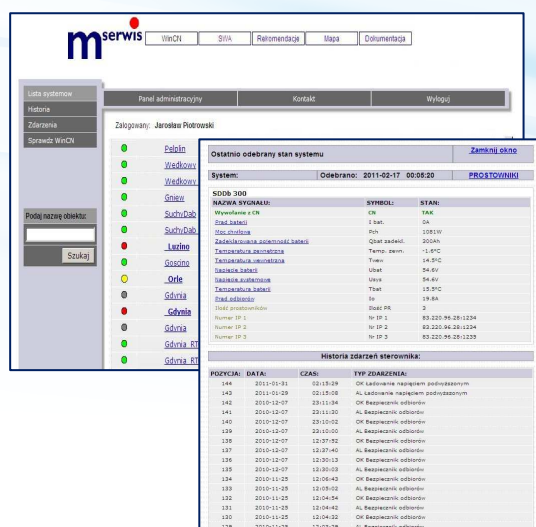 mserwis
WinCN SWA Rekomendacje Mapa Dokumentacja
Lista systemow
Historia
Zdarzenia
Sprawdz WinCN
Panel administracyjny Kontakt Wyloguj
Zalogowany: Jarosław Piotrowski
Pelplin
Wedkowy
Wedkowy
Gniew
SuchyDab
SuchyDab
Luzino
Goscino
Orle
Gdynia
Gdynia
Gdynia
Gdynia RT
Gdynia RT
Podaj nazwę obiektu:
Szukaj
Ostatnio odebrany stan systemu Zamknij okno
System: Odebrano: 2011-02-17 00:05:20 PROSTOWNIKI
SDDb 300
NAZWA SYGNAŁU: SYMBOL: STAN:
Wywołanie z CN CN TAK
Prąd baterii I bat. 0A
Moc chwilowa Pch 1081W
Zadeklarowana pojemność baterii Qbat zadekl. 300Ah
Temperatura zewnętrzna Temp. zewn. -1.6°C
Temperatura wewnętrzna Twew 14.5°C
Napięcie baterii Ubat 54.6V
Napięcie systemowe Usys 54.6V
Temperatura baterii Tbat 15.5°C
Prąd odbiorów Io 19.8A
Ilość prostowników Ilość PR 3
Numer IP 1 Nr IP 1 83.220.96.28:1234
Numer IP 2 Nr IP 2 83.220.96.28:1234
Numer IP 3 Nr IP 3 83.220.96.28:1235
Historia zdarzeń sterownika:
POZYCJA: DATA: CZAS: TYP ZDARZENIA:
144 2011-01-31 02:15:29 OK Ładowanie napięciem podwyższonym
143 2011-01-29 02:15:08 AL Ładowanie napięciem podwyższonym
142 2010-12-07 23:11:34 OK Bezpiecznik odbiorów
141 2010-12-07 23:11:30 AL Bezpiecznik odbiorów
140 2010-12-07 23:10:02 OK Bezpiecznik odbiorów
139 2010-12-07 23:10:00 AL Bezpiecznik odbiorów
138 2010-12-07 12:37:52 OK Bezpiecznik odbiorów
137 2010-12-07 12:37:40 AL Bezpiecznik odbiorów
136 2010-12-07 12:30:13 OK Bezpiecznik odbiorów
135 2010-12-07 12:30:03 AL Bezpiecznik odbiorów
134 2010-11-25 12:06:43 OK Bezpiecznik odbiorów
133 2010-11-25 12:05:02 AL Bezpiecznik odbiorów
132 2010-11-25 12:04:54 OK Bezpiecznik odbiorów
131 2010-11-25 12:04:42 AL Bezpiecznik odbiorów
130 2010-11-25 12:04:32 OK Bezpiecznik odbiorów